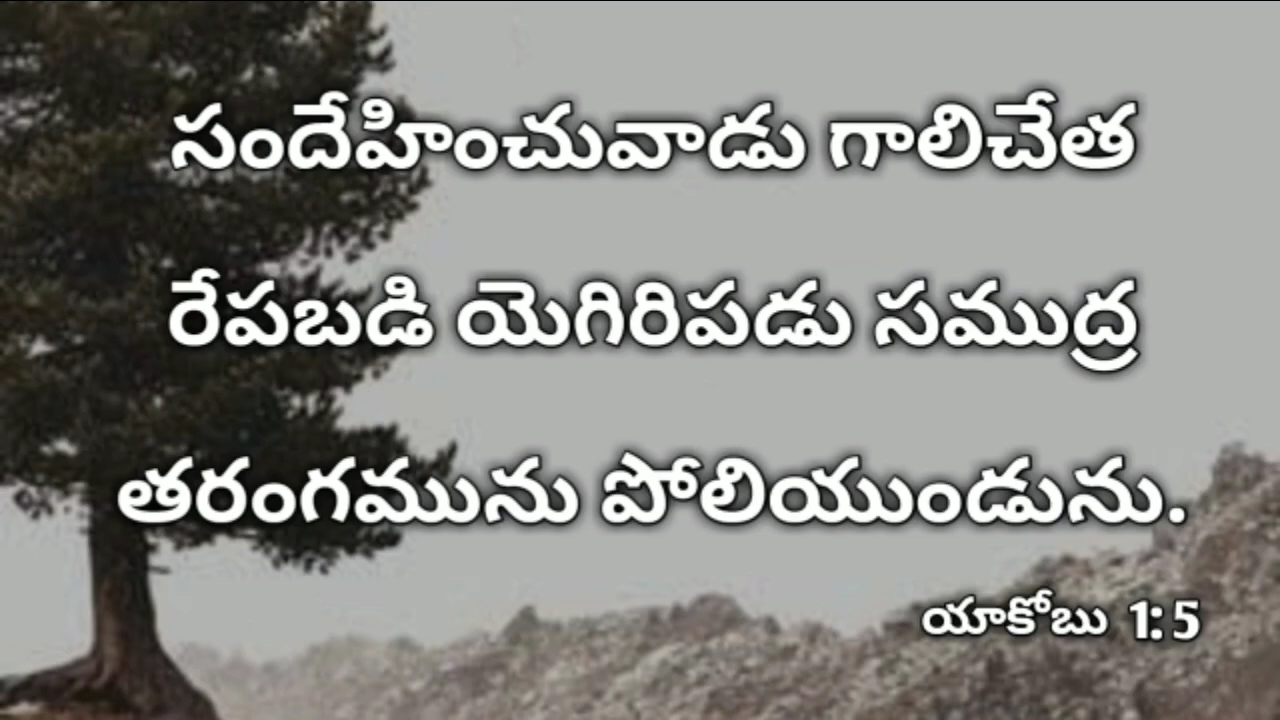 సందేహించువాడు గాలిచేత
రేపబడి యెగిరిపడు సముద్ర
తరంగమును పోలియుండును.
యాకోబు 1:5